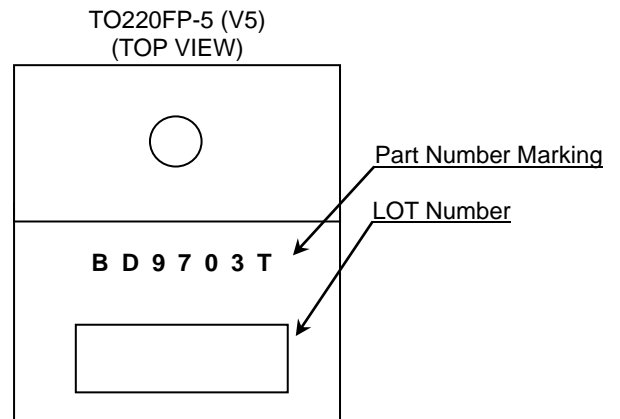 TO220FP-5 (V5)
(TOP VIEW)
Part Number Marking
LOT Number
B D 9 7 0 3 T